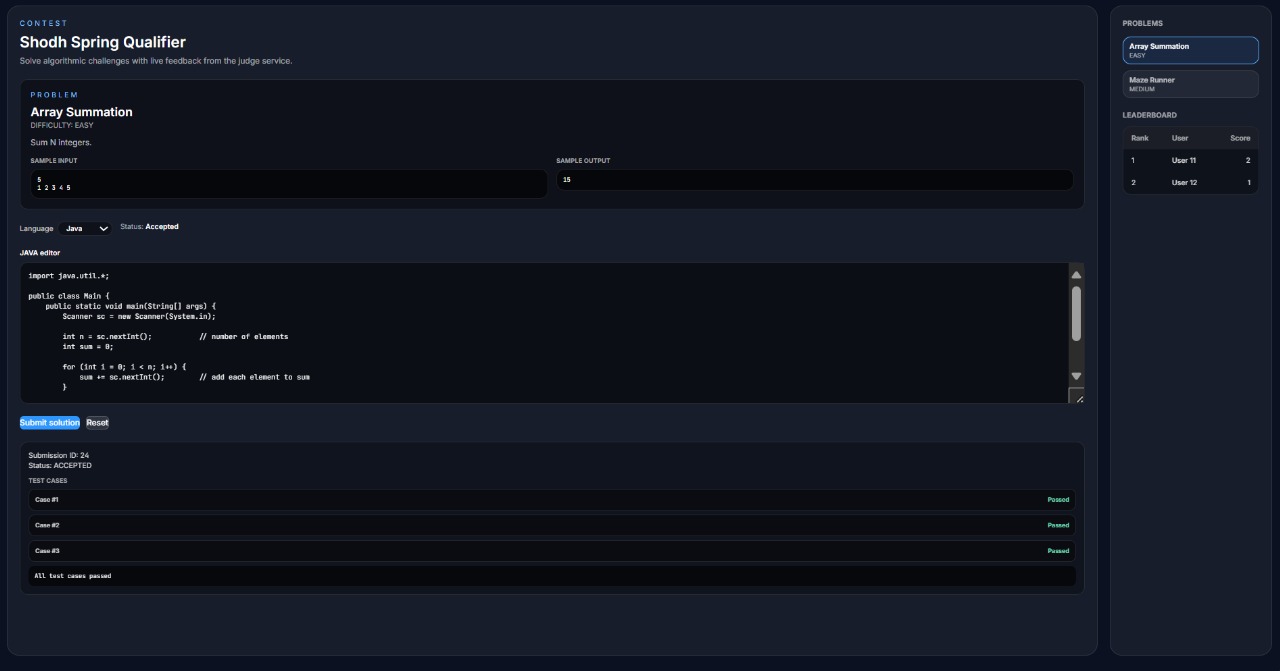 CONTEST
Shodh Spring Qualifier
Solve algorithmic challenges with live feedback from the judge service.
PROBLEM
Array Summation
DIFFICULTY: EASY
Sum N integers.
SAMPLE INPUT
5
1 2 3 4 5
SAMPLE OUTPUT
15
Language Java Status: Accepted
JAVA editor
import java.util.*;
public class Main {
public static void main(String[] args) {
Scanner sc = new Scanner(System.in);
int n = sc.nextInt(); // number of elements
int sum = 0;
for (int i = 0; i < n; i++) {
sum += sc.nextInt(); // add each element to sum
}
Submit solution Reset
Submission ID: 24
Status: ACCEPTED
TEST CASES
Case #1 Passed
Case #2 Passed
Case #3 Passed
All test cases passed
PROBLEMS
Array Summation
EASY
Maze Runner
MEDIUM
LEADERBOARD
Rank User Score
1 User 11 2
2 User 12 1